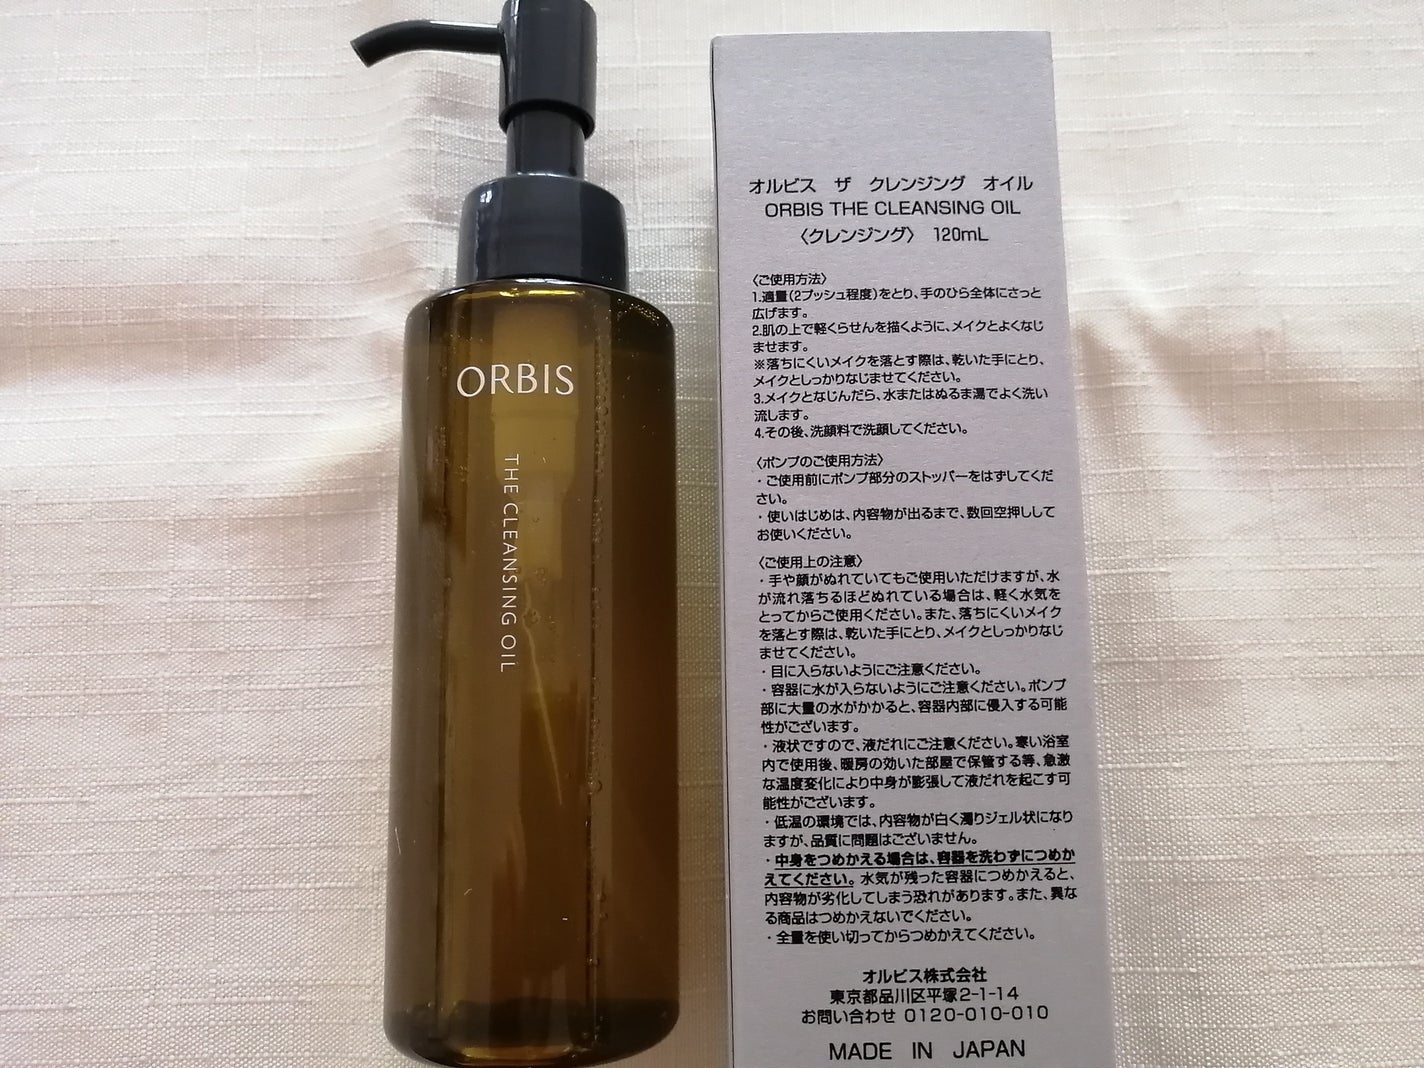 ORBIS
THE CLEANSING OIL
オルビス ザ クレンジング オイル
ORBIS THE CLEANSING OIL
〈クレンジング〉 120mL
〈ご使用方法〉
1.適量(2プッシュ程度)をとり、手のひら全体にさっと
広げます。
2.肌の上で軽くらせんを描くように、メイクとよくなじ
ませます。
※落ちにくいメイクを落とす際は、乾いた手にとり、
メイクとしっかりなじませてください。
3.メイクとなじんだら、水またはぬるま湯でよく洗い
流します。
4.その後、洗顔料で洗顔してください。
〈ポンプのご使用方法〉
・ご使用前にポンプ部分のストッパーをはずしてくだ
さい。
・使いはじめは、内容物が出るまで、数回空押しして
お使いください。
〈ご使用上の注意〉
・手や顔がぬれていてもご使用いただけますが、水
が流れ落ちるほどぬれている場合は、軽く水気を
とってからご使用ください。また、落ちにくいメイク
を落とす際は、乾いた手にとり、メイクとしっかりなじ
ませてください。
・目に入らないようにご注意ください。
・容器に水が入らないようにご注意ください。ポンプ
部に大量の水がかかると、容器内部に侵入する可能
性がございます。
・液状ですので、液だれにご注意ください。寒い浴室
内で使用後、暖房の効いた部屋で保管する等、急激
な温度変化により中身が膨張して液だれを起こす可
能性がございます。
・低温の環境では、内容物が白く濁りジェル状になり
ますが、品質に問題はございません。
・中身をつめかえる場合は、容器を洗わずにつめか
えてください。水気が残った容器につめかえると、
内容物が劣化してしまう恐れがあります。また、異な
る商品はつめかえないでください。
・全量を使い切ってからつめかえてください。
オルビス株式会社
東京都品川区平塚2-1-14
お問い合わせ 0120-010-010
MADE IN JAPAN